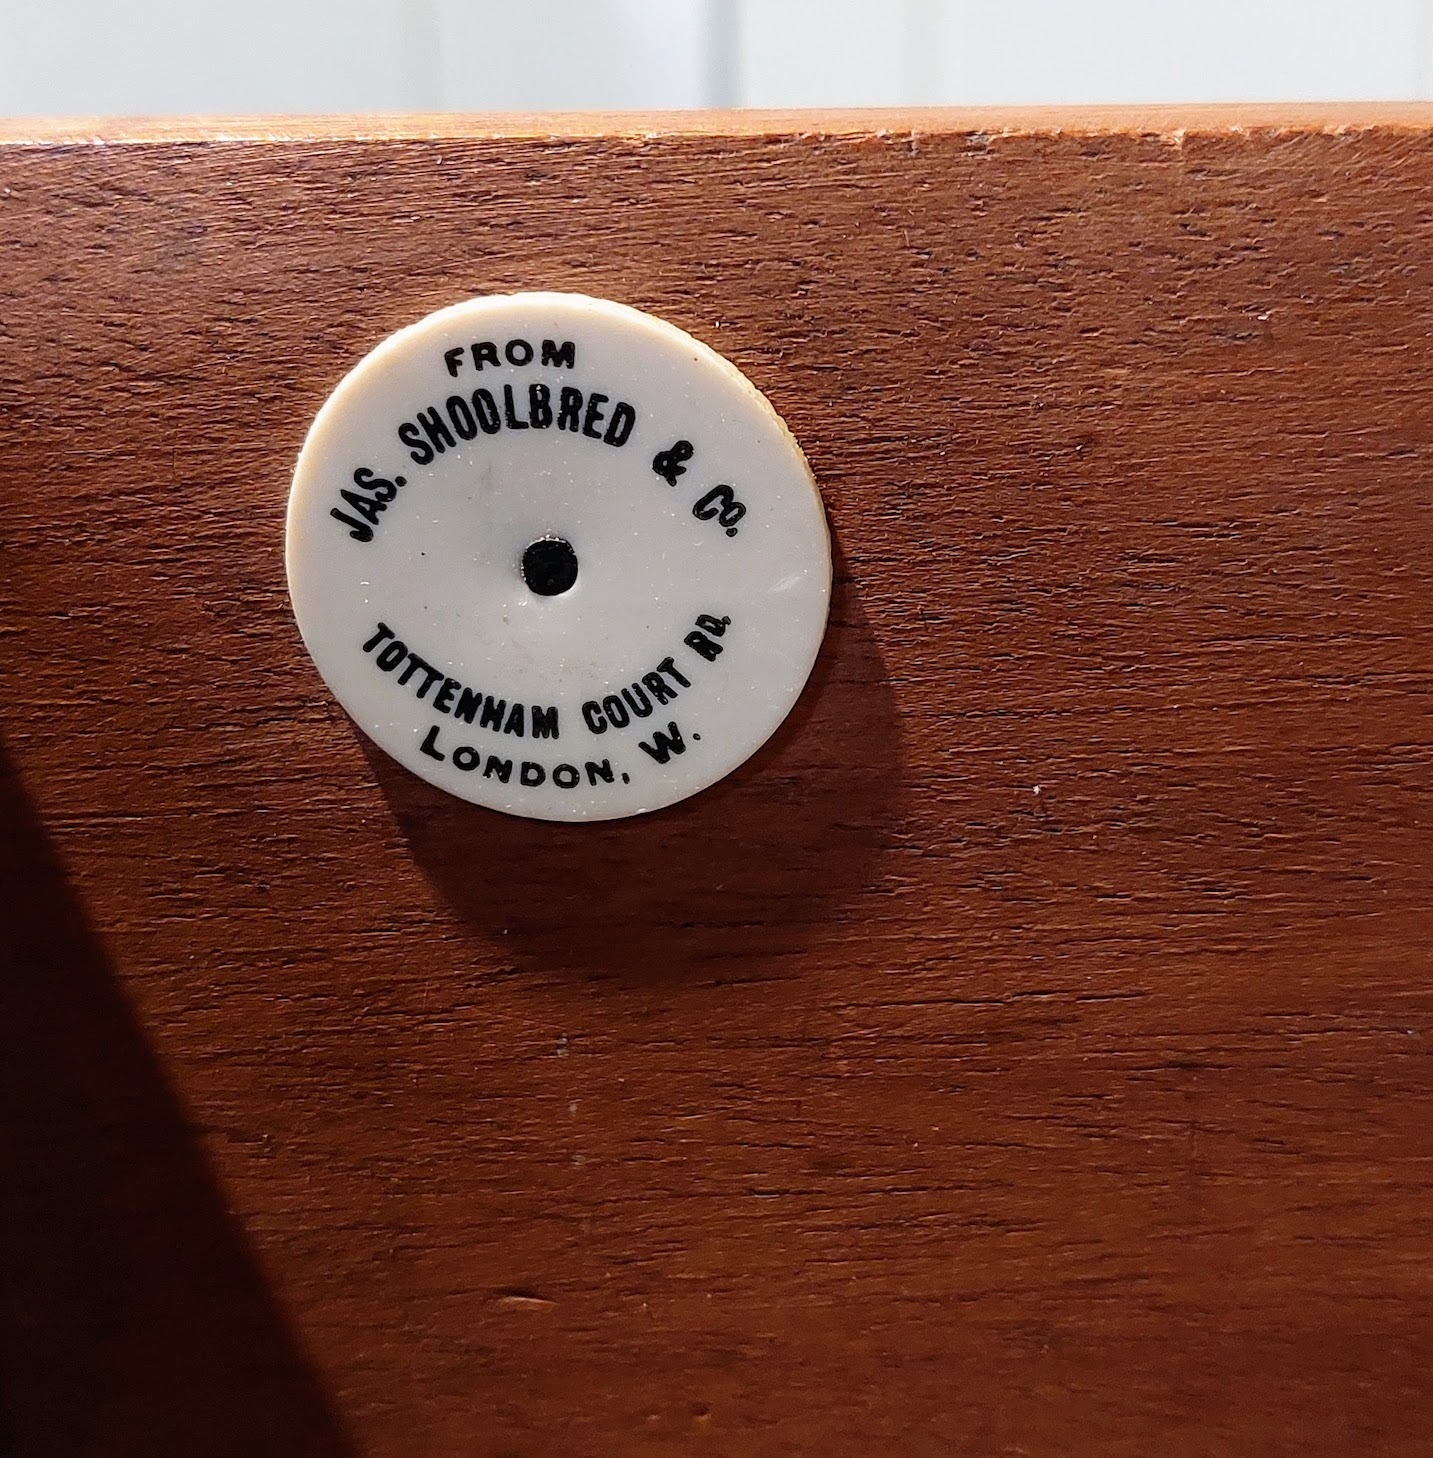 FROM
JAS. SHOOLBRED & CO.
TOTTENHAM COURT RD.
LONDON, W.